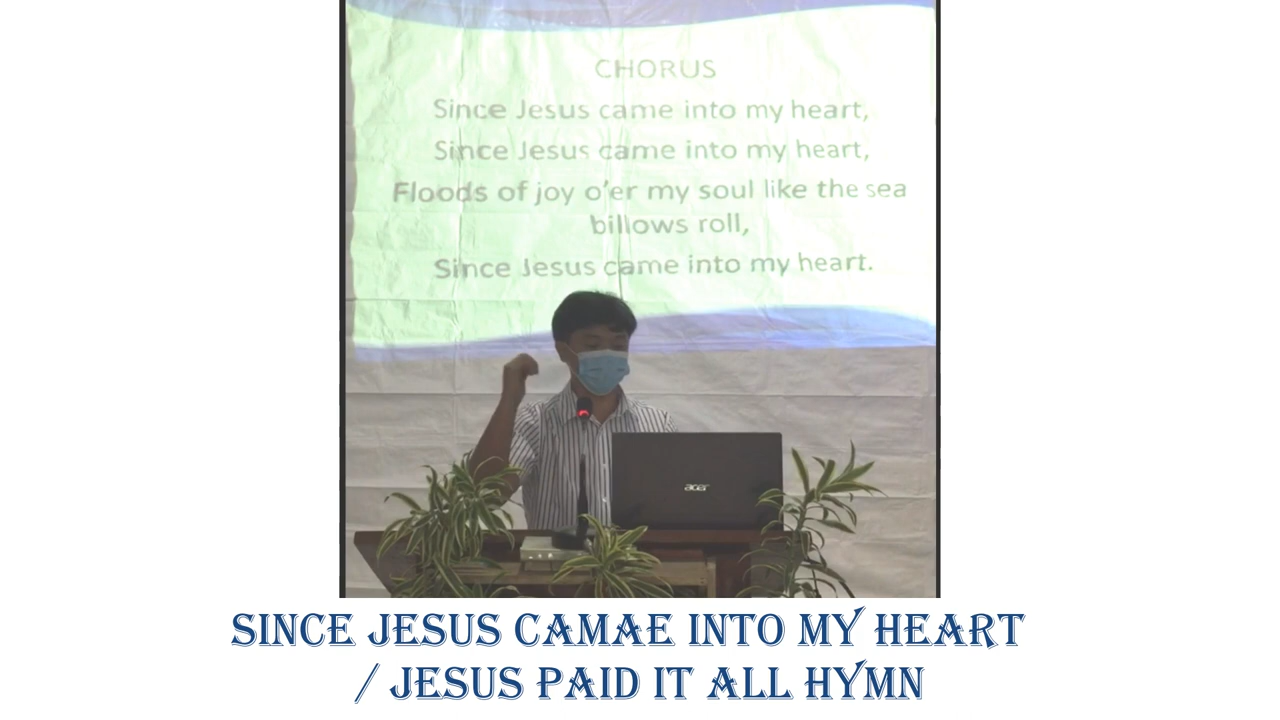 CHORUS
Since Jesus came into my heart,
Since Jesus came into my heart,
Floods of joy o'er my soul like the sea
billows roll,
Since Jesus came into my heart.
acer
SINCE JESUS CAMAE INTO MY HEART
/ JESUS PAID IT ALL HYMN